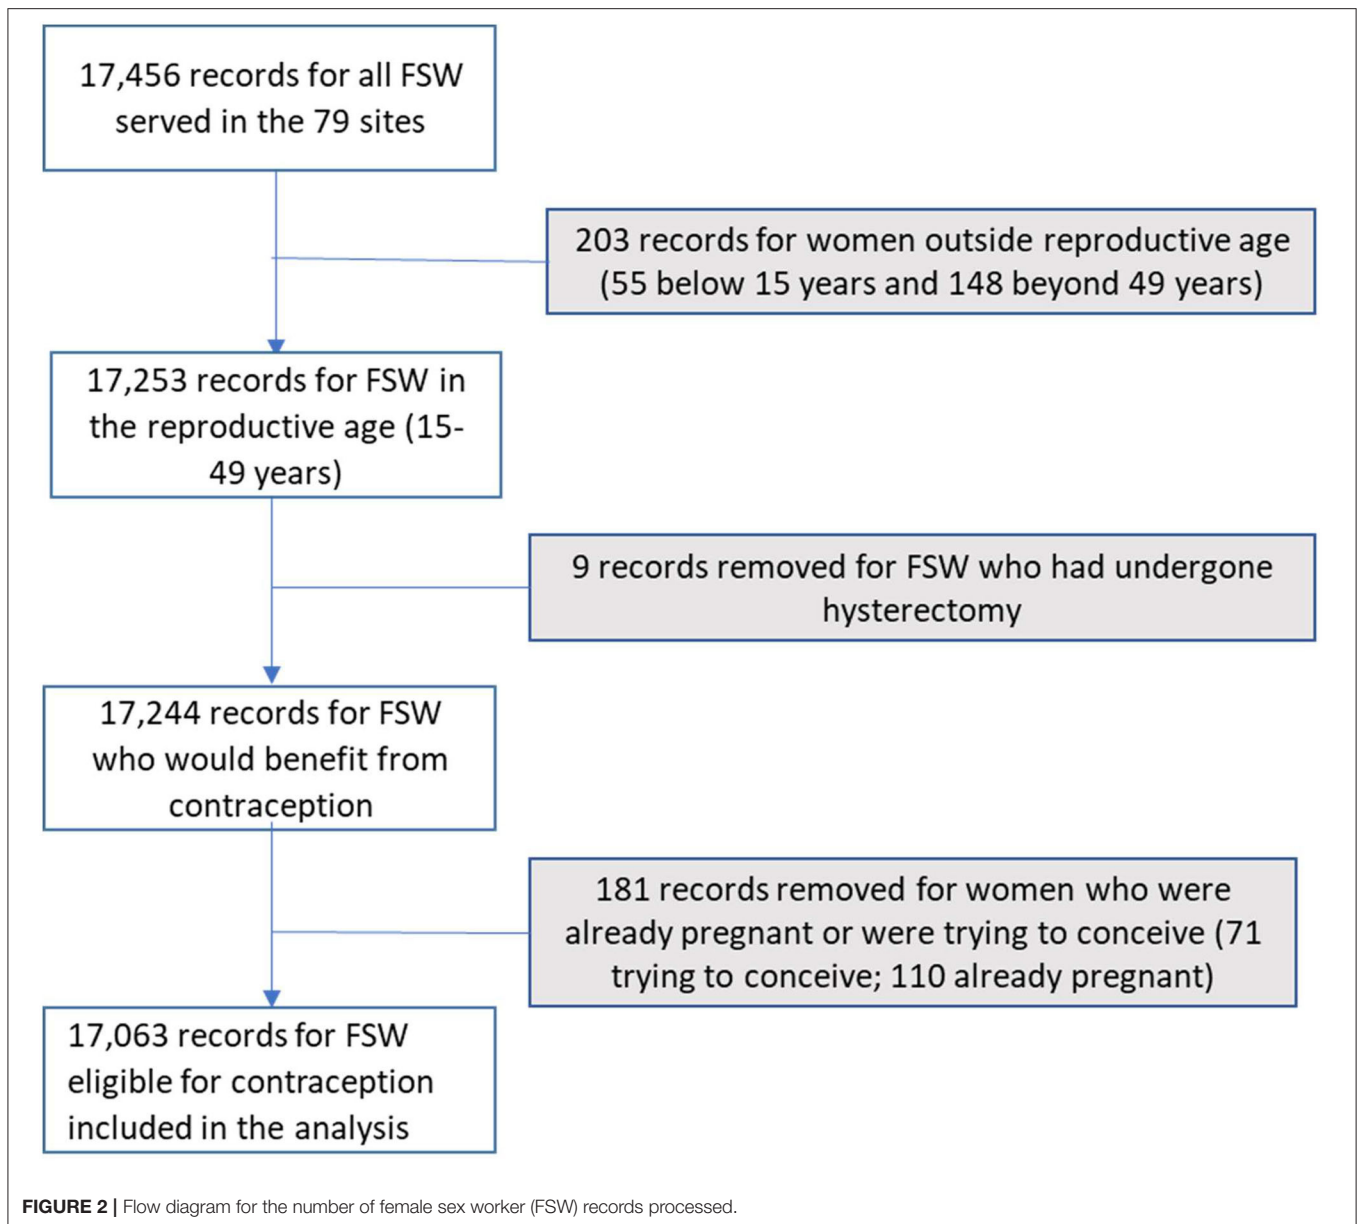 17,456 records for all FSW
served in the 79 sites
203 records for women outside reproductive age
(55 below 15 years and 148 beyond 49 years)
17,253 records for FSW in
the reproductive age (15-
49 years)
9 records removed for FSW who had undergone
hysterectomy
17,244 records for FSW
who would benefit from
contraception
181 records removed for women who were
already pregnant or were trying to conceive (71
trying to conceive; 110 already pregnant)
17,063 records for FSW
eligible for contraception
included in the analysis
FIGURE 2 | Flow diagram for the number of female sex worker (FSW) records processed.